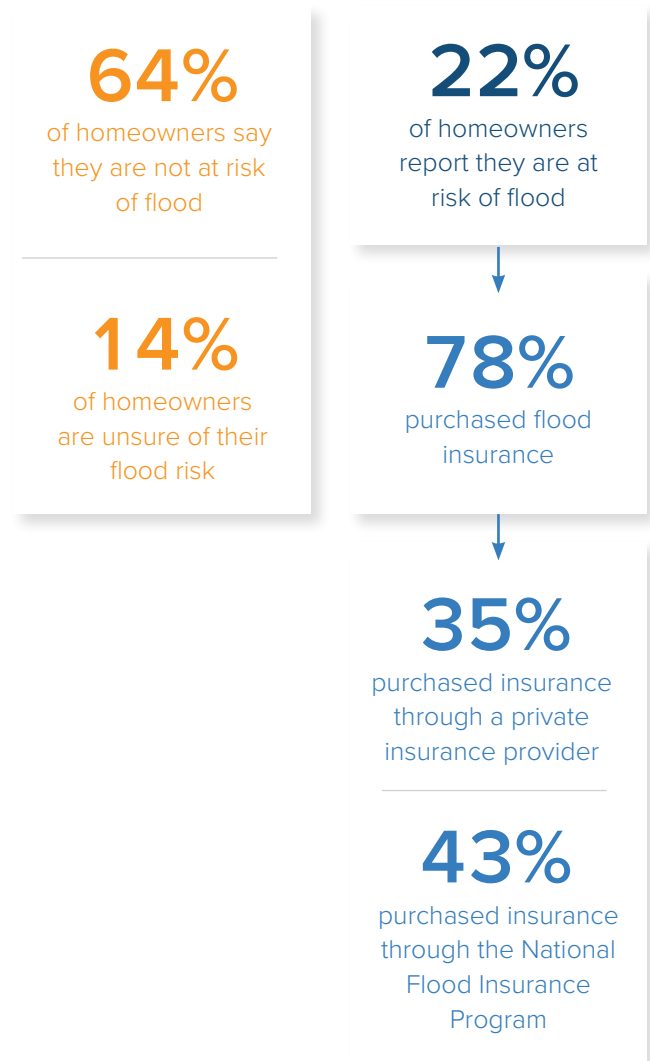 64%
of homeowners say
they are not at risk
of flood
14%
of homeowners
are unsure of their
flood risk
22%
of homeowners
report they are at
risk of flood
78%
purchased flood
insurance
35%
purchased insurance
through a private
insurance provider
43%
purchased insurance
through the National
Flood Insurance
Program